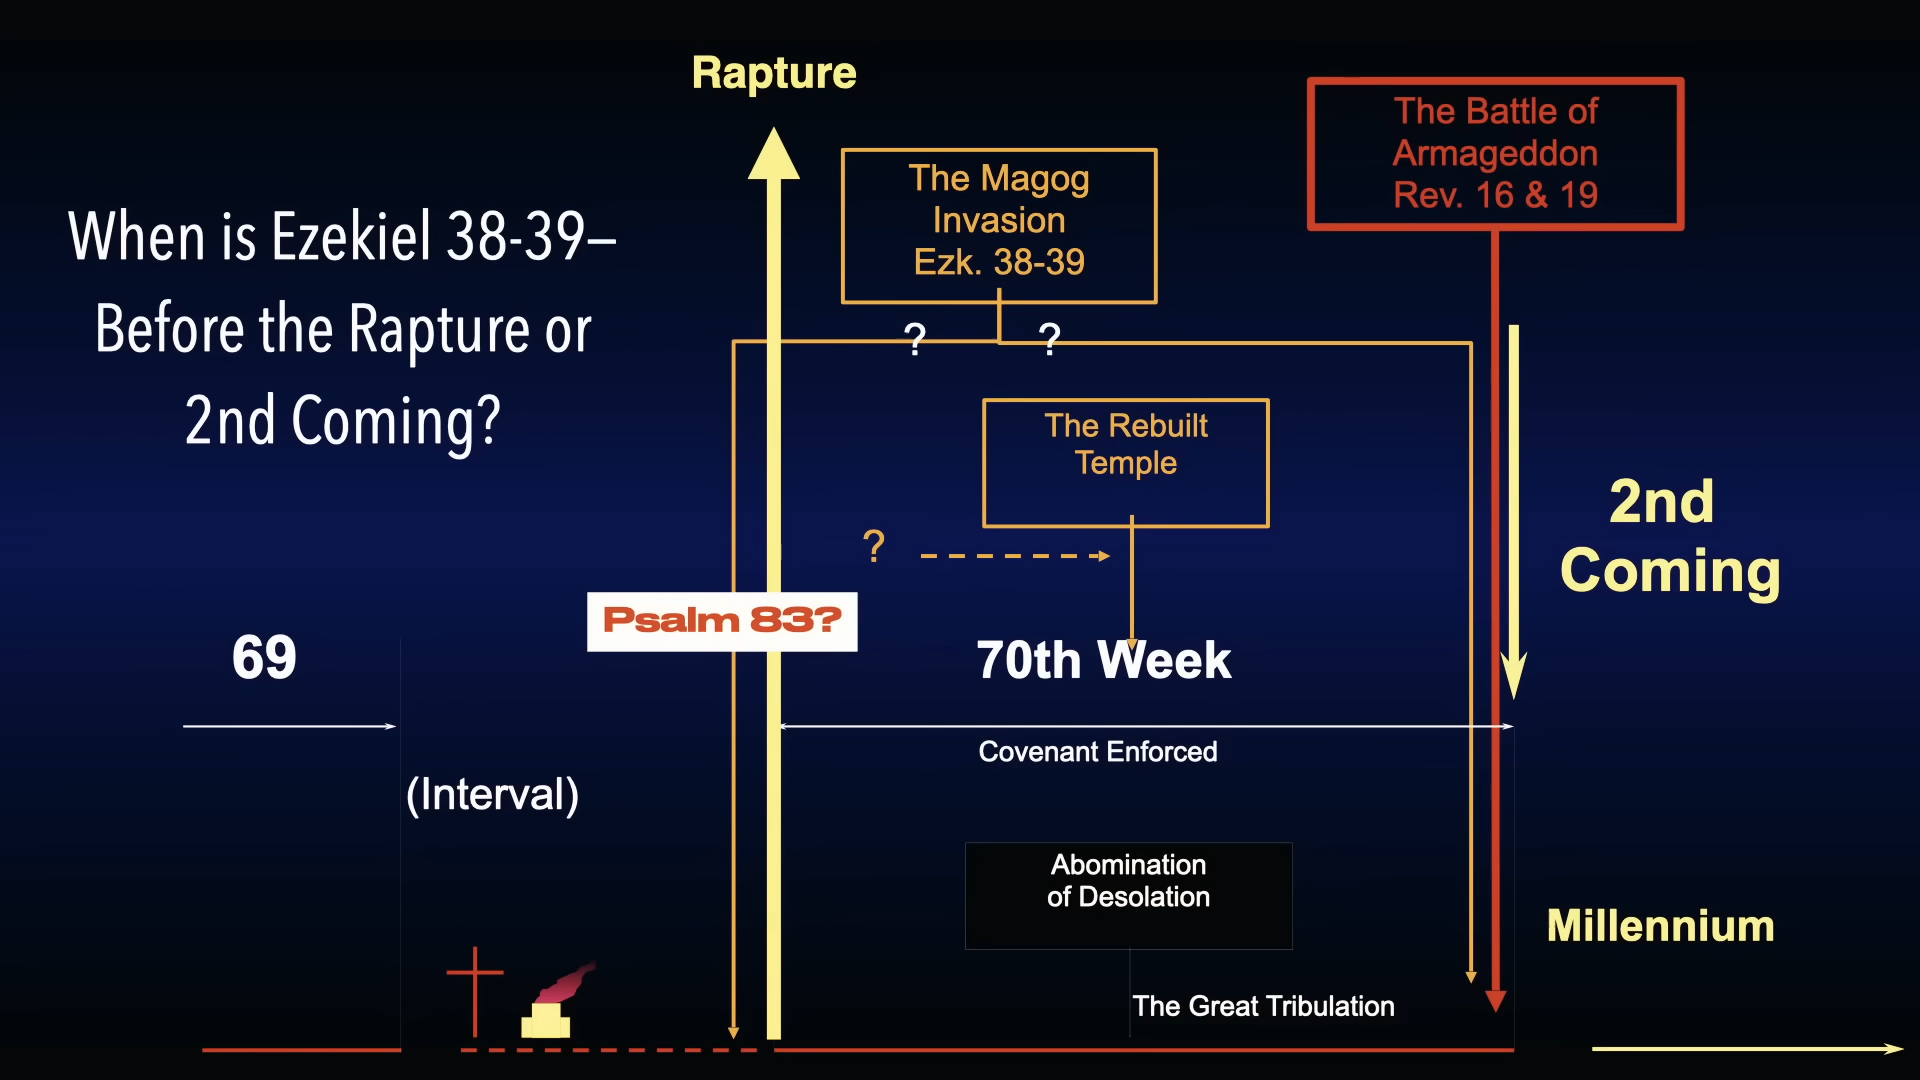 Rapture
The Battle of
Armageddon
Rev. 16 & 19
The Magog
Invasion
Ezk. 38-39
When is Ezekiel 38-39–
Before the Rapture or
2nd Coming?
? ?
The Rebuilt
Temple
?
2nd
Coming
Psalm 83?
69
70th Week
Covenant Enforced
(Interval)
Abomination
of Desolation
Millennium
The Great Tribulation